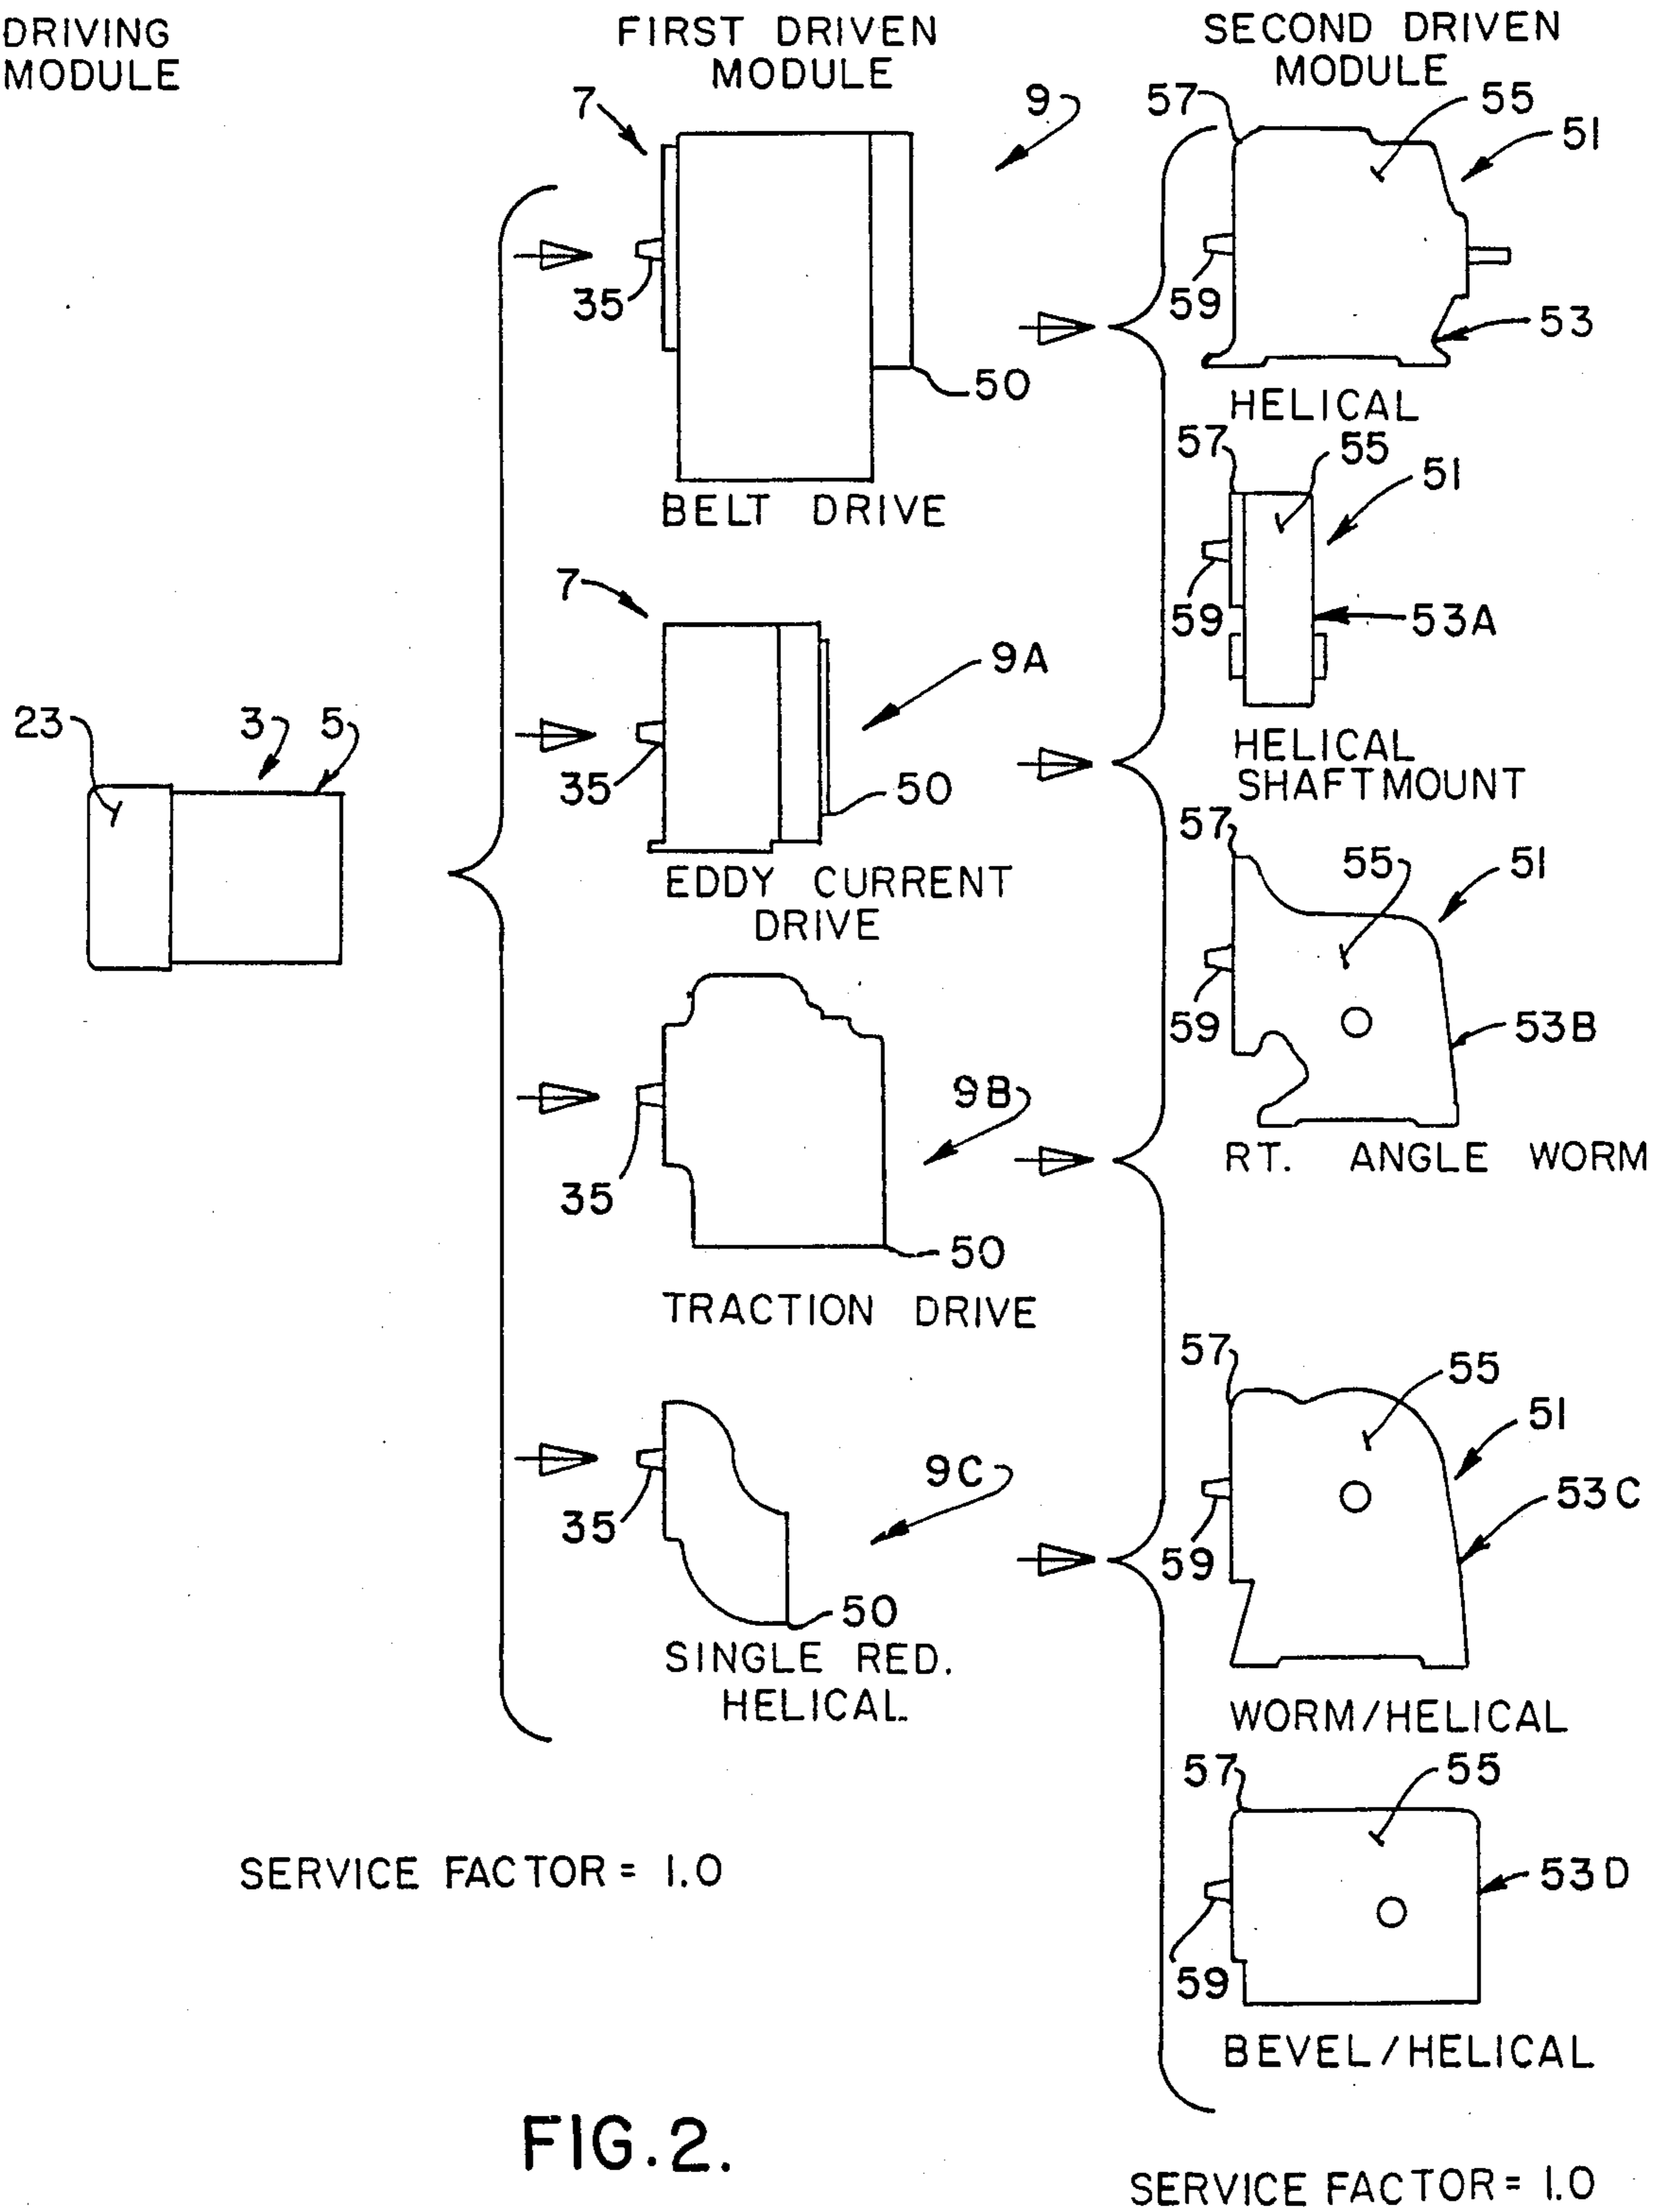 DRIVING
MODULE
FIRST DRIVEN
MODULE
SECOND DRIVEN
MODULE
23
3
5
7
9
35
50
BELT DRIVE
7
9A
35
50
EDDY CURRENT
DRIVE
9B
35
50
TRACTION DRIVE
9C
35
50
SINGLE RED.
HELICAL.
SERVICE FACTOR = 1.0
57
55
51
59
53
HELICAL
57
55
51
59
53A
HELICAL
SHAFTMOUNT
57
55
51
59
53B
RT. ANGLE WORM
57
55
51
53C
59
WORM/HELICAL
57
55
53D
59
BEVEL/HELICAL
FIG.2.
SERVICE FACTOR = 1.0